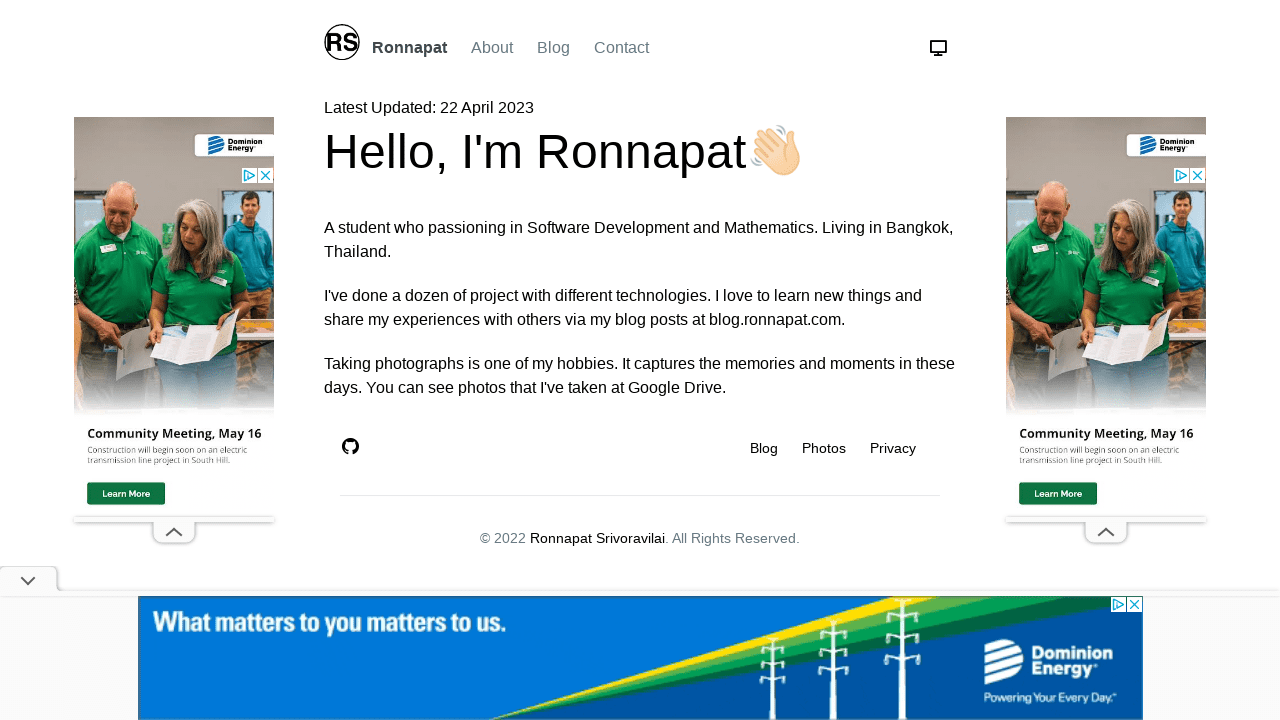 RS
Ronnapat
About
Blog
Contact
Latest Updated: 22 April 2023
Hello, I'm Ronnapat
A student who passioning in Software Development and Mathematics. Living in Bangkok,
Thailand.
I've done a dozen of project with different technologies. I love to learn new things and
share my experiences with others via my blog posts at blog.ronnapat.com.
Taking photographs is one of my hobbies. It captures the memories and moments in these
days. You can see photos that I've taken at Google Drive.
Blog
Photos
Privacy
© 2022 Ronnapat Srivoravilai. All Rights Reserved.
Dominion
Energy®
Community Meeting, May 16
Construction will begin soon on an electric
transmission line project in South Hill.
Learn More
Dominion
Energy®
Community Meeting, May 16
Construction will begin soon on an electric
transmission line project in South Hill.
Learn More
What matters to you matters to us.
Dominion
Energy®
Powering Your Every Day.™